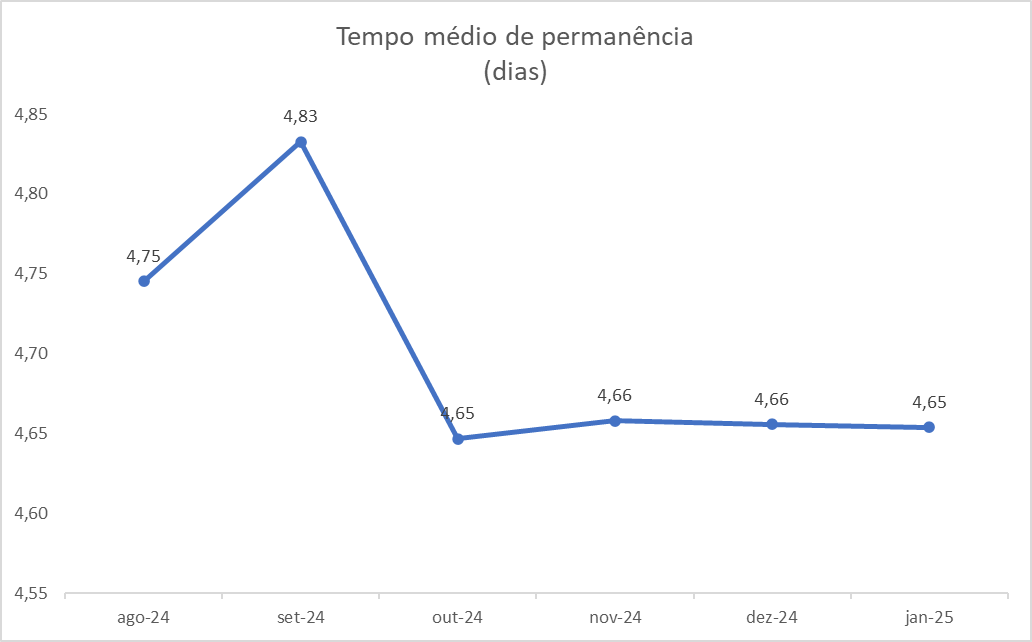 Tempo médio de permanência
(dias)
4,85
4,80
4,75
4,70
4,65
4,60
4,55
4,75
4,83
4,65
4,66
4,66
4,65
ago-24
set-24
out-24
nov-24
dez-24
jan-25